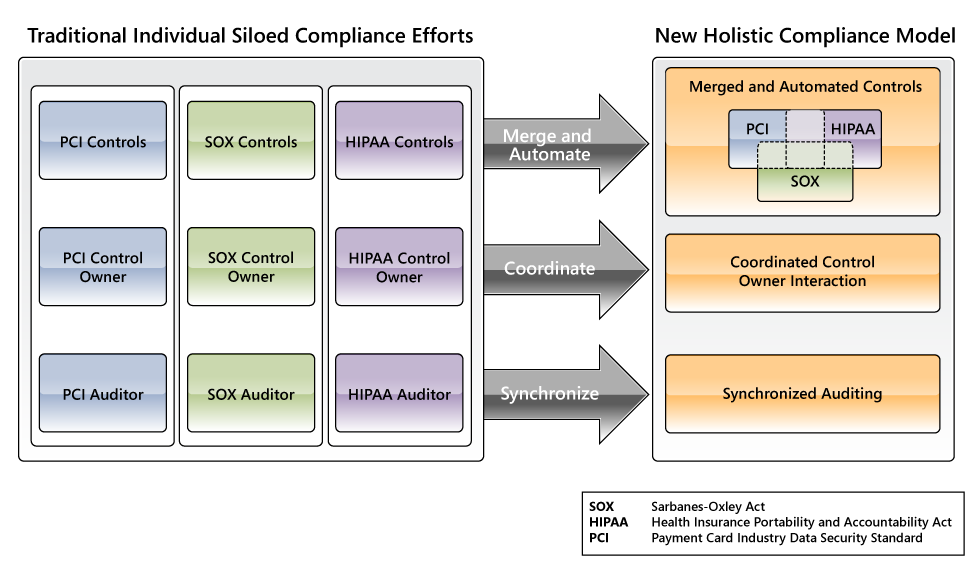 Traditional Individual Siloed Compliance Efforts
New Holistic Compliance Model
PCI Controls
SOX Controls
HIPAA Controls
PCI Control
Owner
SOX Control
Owner
HIPAA Control
Owner
PCI Auditor
SOX Auditor
HIPAA Auditor
Merge and
Automate
Coordinate
Synchronize
Merged and Automated Controls
PCI
HIPAA
SOX
Coordinated Control
Owner Interaction
Synchronized Auditing
SOX Sarbanes-Oxley Act
HIPAA Health Insurance Portability and Accountability Act
PCI Payment Card Industry Data Security Standard